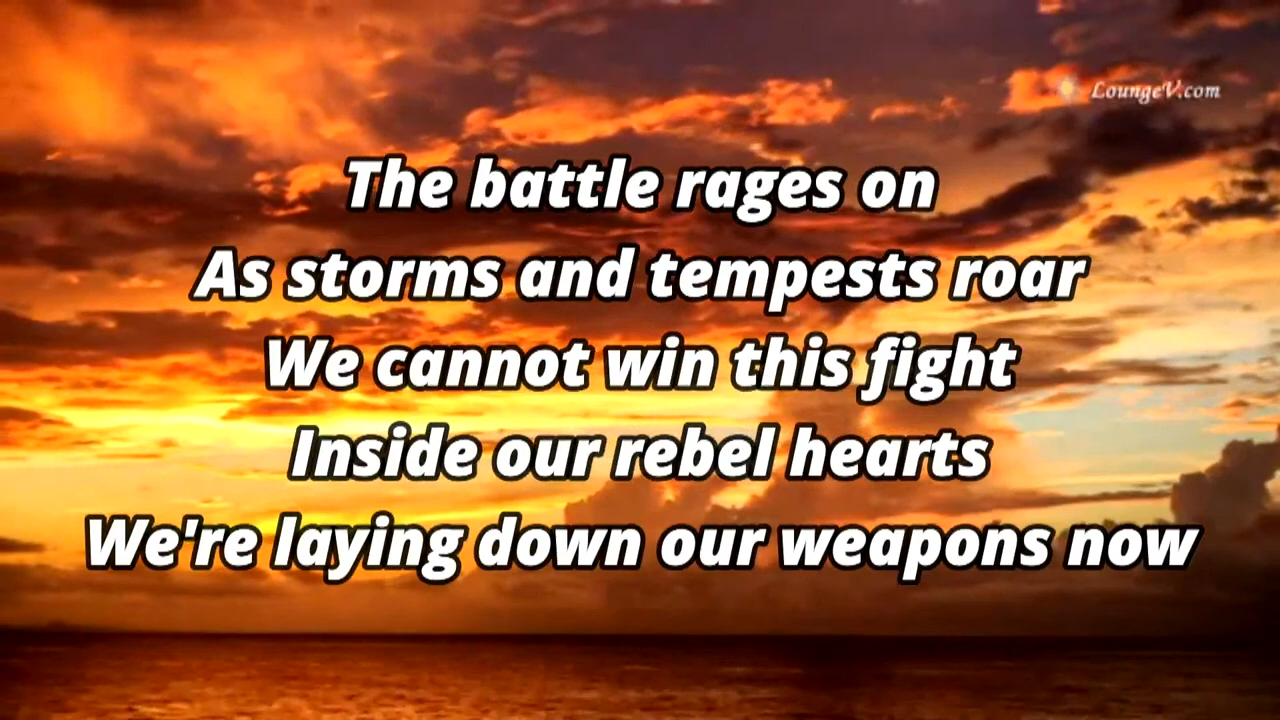 LoungeV.com
The battle rages on
As storms and tempests roar
We cannot win this fight
Inside our rebel hearts
We're laying down our weapons now